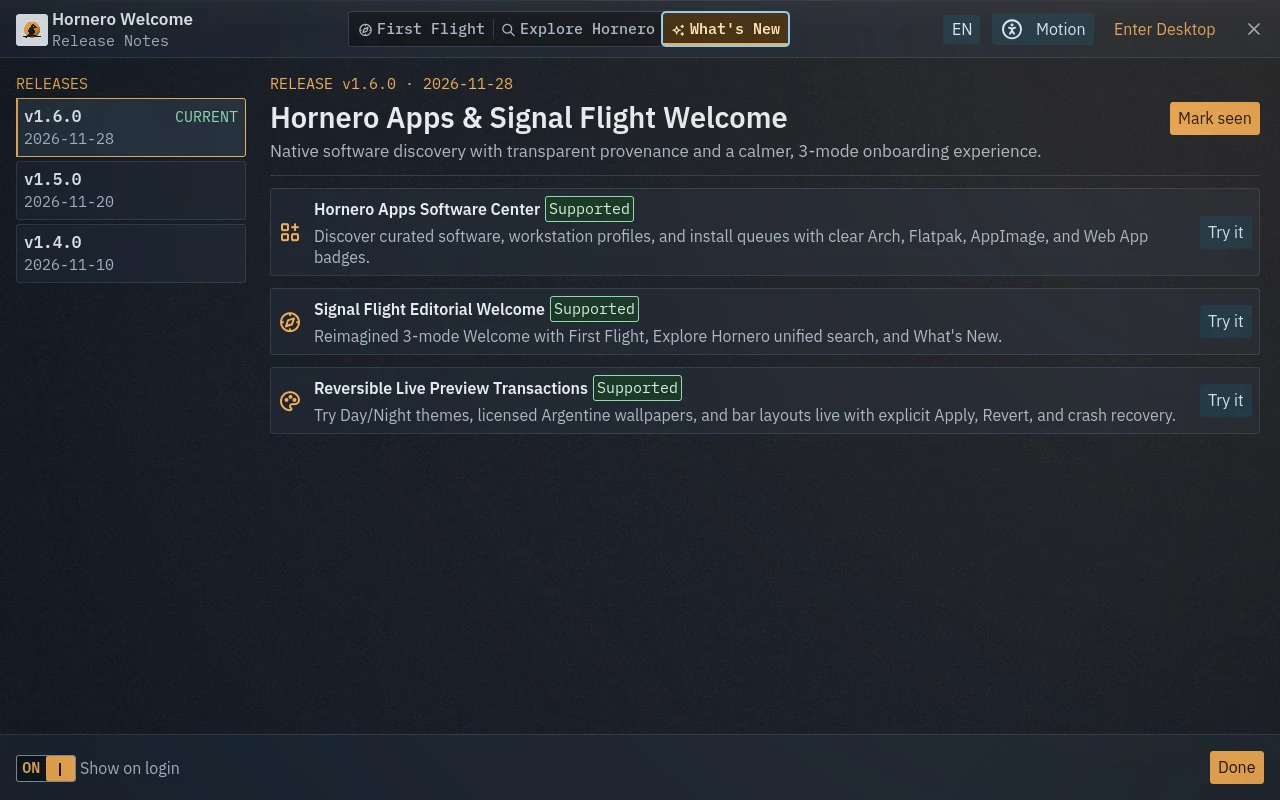 Hornero Welcome
Release Notes
First Flight
Explore Hornero
What's New
EN
Motion
Enter Desktop
RELEASES
v1.6.0 CURRENT
2026-11-28
v1.5.0
2026-11-20
v1.4.0
2026-11-10
RELEASE v1.6.0 · 2026-11-28
Hornero Apps & Signal Flight Welcome
Mark seen
Native software discovery with transparent provenance and a calmer, 3-mode onboarding experience.
Hornero Apps Software Center Supported
Discover curated software, workstation profiles, and install queues with clear Arch, Flatpak, AppImage, and Web App
badges.
Try it
Signal Flight Editorial Welcome Supported
Reimagined 3-mode Welcome with First Flight, Explore Hornero unified search, and What's New.
Try it
Reversible Live Preview Transactions Supported
Try Day/Night themes, licensed Argentine wallpapers, and bar layouts live with explicit Apply, Revert, and crash recovery.
Try it
ON
Show on login
Done